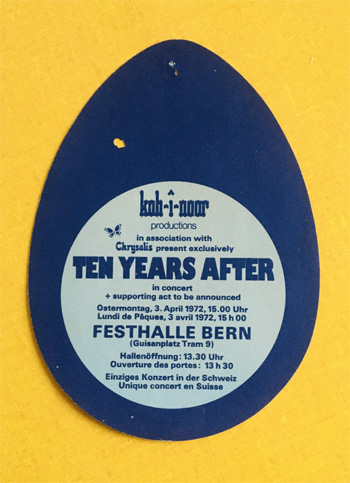 koh-î-noor
productions
in association with
Chrysalis present exclusively
TEN YEARS AFTER
in concert
+ supporting act to be announced
Ostermontag, 3. April 1972, 15.00 Uhr
Lundi de Pâques, 3 avril 1972, 15 h 00
FESTHALLE BERN
(Guisanplatz Tram 9)
Hallenöffnung: 13.30 Uhr
Ouverture des portes: 13 h 30
Einziges Konzert in der Schweiz
Unique concert en Suisse